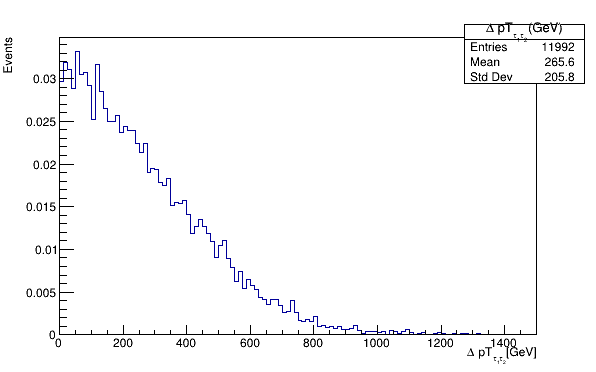 Δ pT_τ₁τ₂ (GeV)
Entries 11992
Mean 265.6
Std Dev 205.8
Events
0.03
0.025
0.02
0.015
0.01
0.005
0
0 200 400 600 800 1000 1200 1400
Δ pT_τ₁τ₂ [GeV]